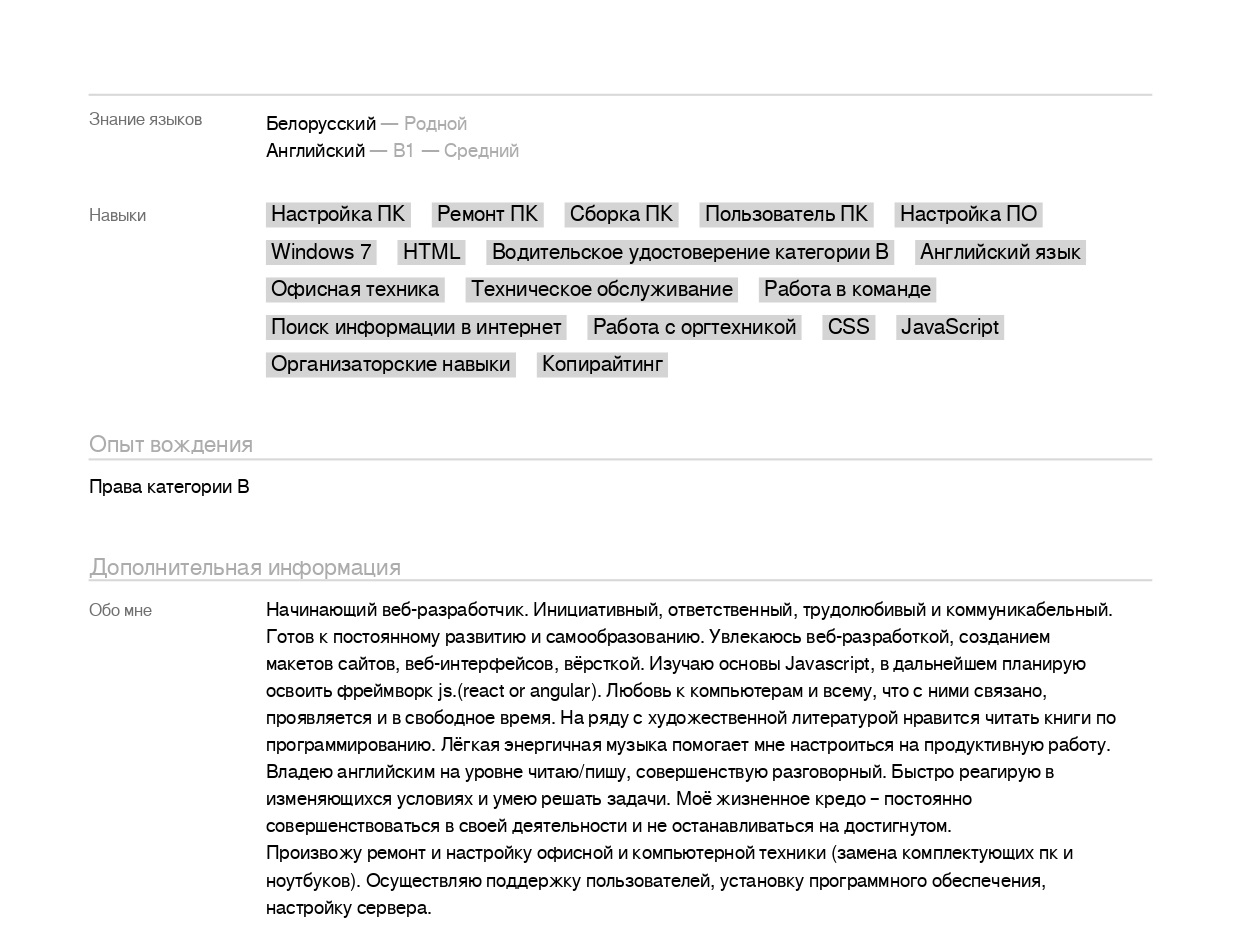 Знание языков
Белорусский — Родной
Английский — B1 — Средний
Навыки
Настройка ПК Ремонт ПК Сборка ПК Пользователь ПК Настройка ПО
Windows 7 HTML Водительское удостоверение категории B Английский язык
Офисная техника Техническое обслуживание Работа в команде
Поиск информации в интернет Работа с оргтехникой CSS JavaScript
Организаторские навыки Копирайтинг
Опыт вождения
Права категории B
Дополнительная информация
Обо мне
Начинающий веб-разработчик. Инициативный, ответственный, трудолюбивый и коммуникабельный.
Готов к постоянному развитию и самообразованию. Увлекаюсь веб-разработкой, созданием
макетов сайтов, веб-интерфейсов, вёрсткой. Изучаю основы Javascript, в дальнейшем планирую
освоить фреймворк js.(react or angular). Любовь к компьютерам и всему, что с ними связано,
проявляется и в свободное время. На ряду с художественной литературой нравится читать книги по
программированию. Лёгкая энергичная музыка помогает мне настроиться на продуктивную работу.
Владею английским на уровне читаю/пишу, совершенствую разговорный. Быстро реагирую в
изменяющихся условиях и умею решать задачи. Моё жизненное кредо – постоянно
совершенствоваться в своей деятельности и не останавливаться на достигнутом.
Произвожу ремонт и настройку офисной и компьютерной техники (замена комплектующих пк и
ноутбуков). Осуществляю поддержку пользователей, установку программного обеспечения,
настройку сервера.